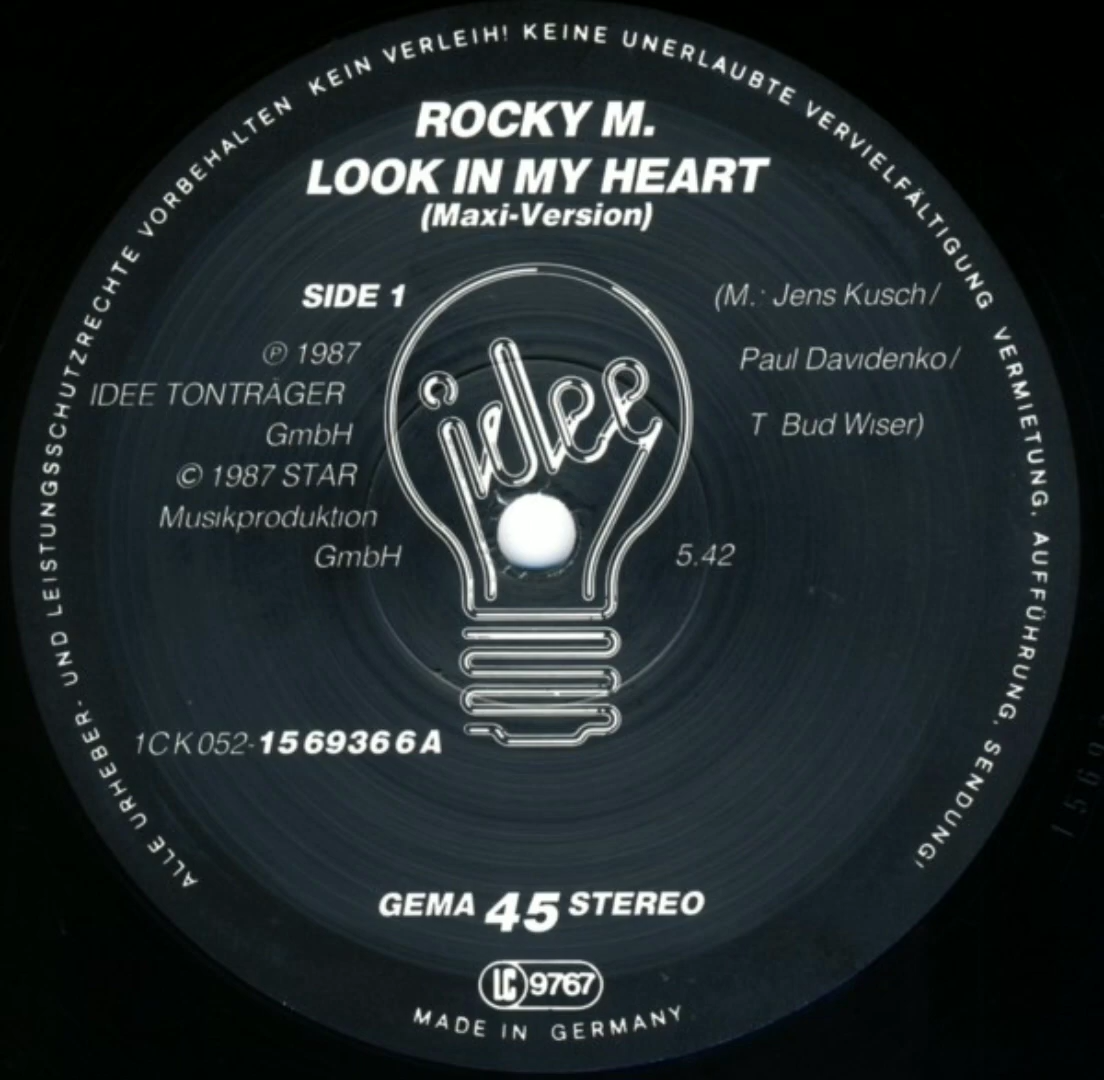 ALLE URHEBER- UND LEISTUNGSSCHUTZRECHTE VORBEHALTEN KEIN VERLEIH! KEINE UNERLAUBTE VERVIELFÄLTIGUNG VERMIETUNG, AUFFÜHRUNG, SENDUNG!
ROCKY M.
LOOK IN MY HEART
(Maxi-Version)
SIDE 1
℗ 1987
IDEE TONTRÄGER
GmbH
© 1987 STAR
Musikproduktion
GmbH
idee
(M.: Jens Kusch/
Paul Davidenko/
T Bud Wiser)
5.42
1C K 052-15 6936 6 A
GEMA 45 STEREO
LC 9767
MADE IN GERMANY